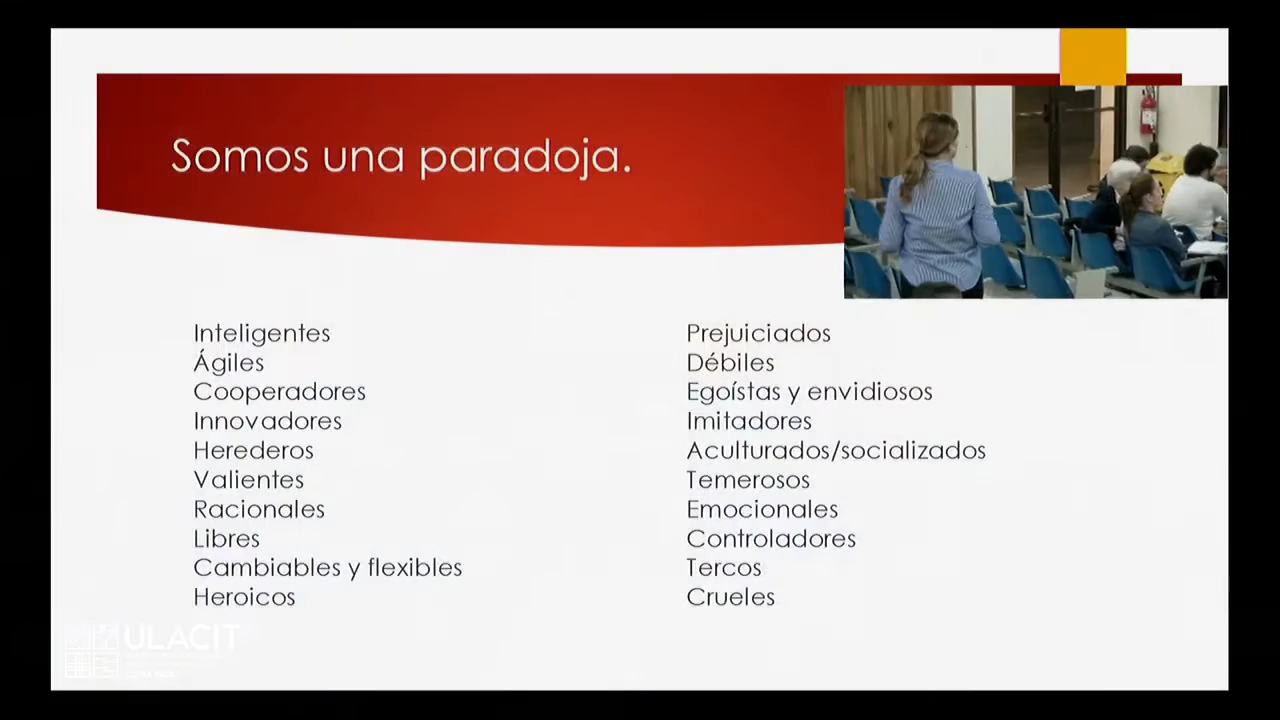 Somos una paradoja.
Inteligentes
Ágiles
Cooperadores
Innovadores
Herederos
Valientes
Racionales
Libres
Cambiables y flexibles
Heroicos
Prejuiciados
Débiles
Egoístas y envidiosos
Imitadores
Aculturados/socializados
Temerosos
Emocionales
Controladores
Tercos
Crueles
ULACIT